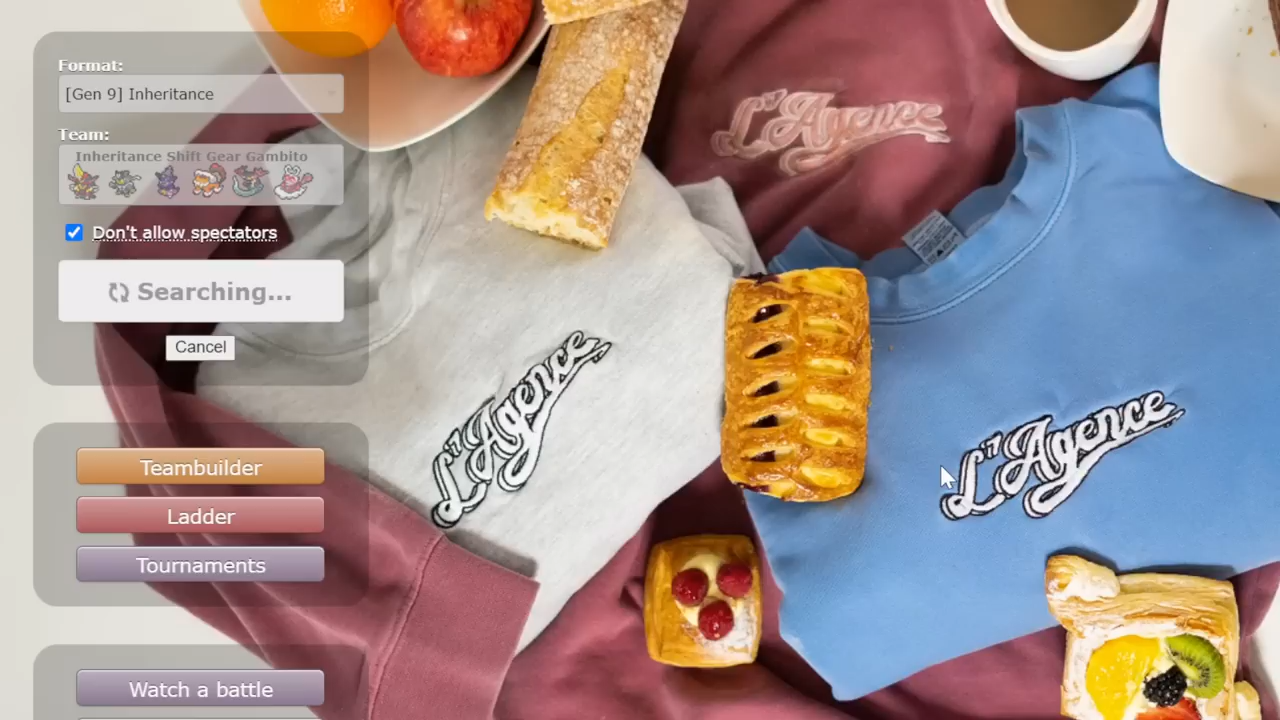 Format:
[Gen 9] Inheritance
Team:
Inheritance Shift Gear Gambito
Don't allow spectators
Searching...
Cancel
Teambuilder
Ladder
Tournaments
Watch a battle
L'Agence
L'Agence
L'Agence